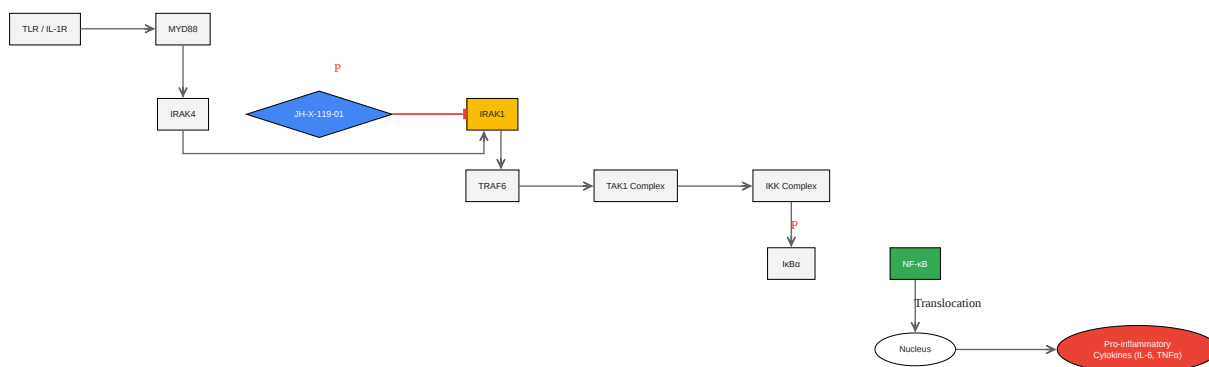 TLR / IL-1R
MYD88
P
IRAK4
JH-X-119-01
IRAK1
TRAF6
TAK1 Complex
IKK Complex
P
IκBα
NF-κB
Translocation
Nucleus
Pro-inflammatory
Cytokines (IL-6, TNFα)